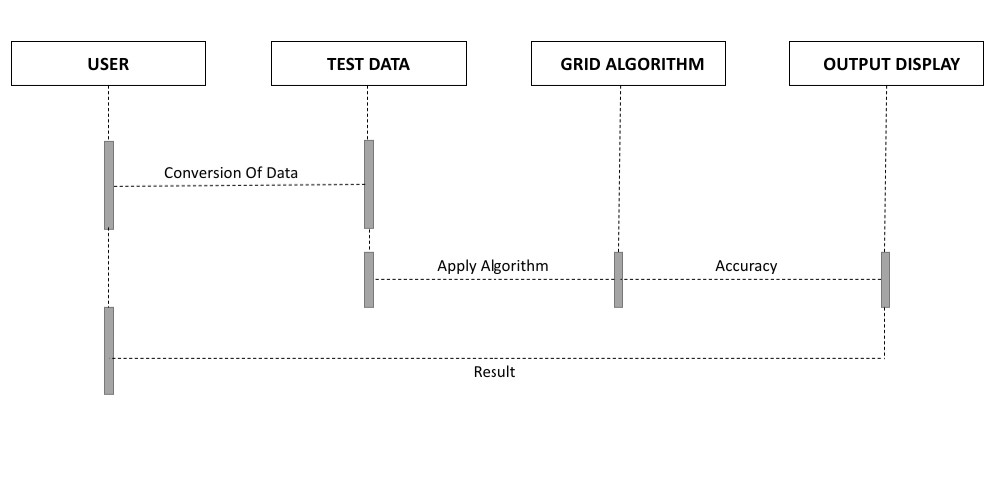 USER
TEST DATA
GRID ALGORITHM
OUTPUT DISPLAY
Conversion Of Data
Apply Algorithm
Accuracy
Result